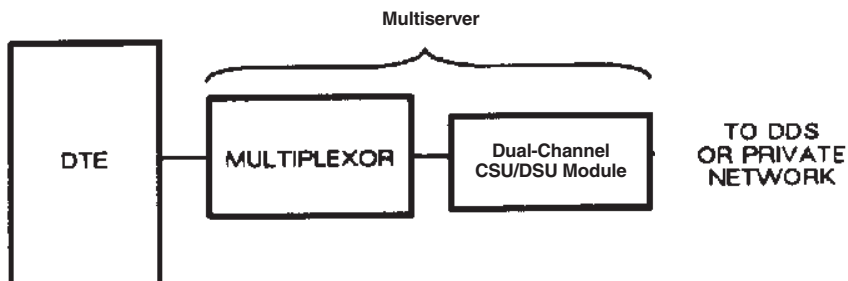 Multiserver
DTE
MULTIPLEXOR
Dual-Channel
CSU/DSU Module
TO DDS
OR PRIVATE
NETWORK